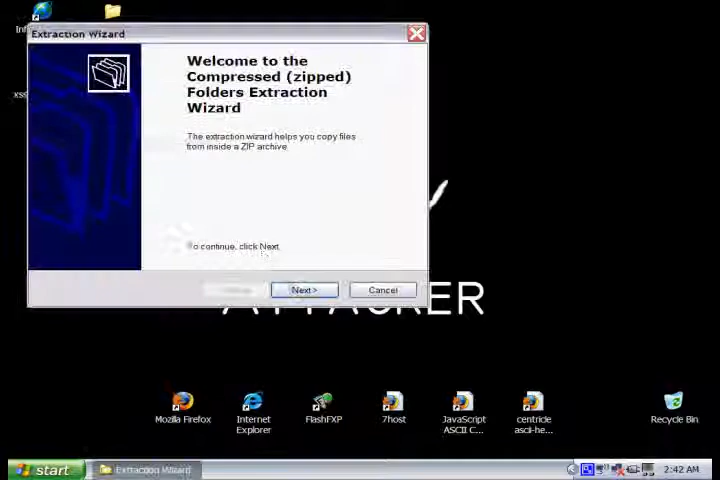 Extraction Wizard
Welcome to the
Compressed (zipped)
Folders Extraction
Wizard
The extraction wizard helps you copy files
from inside a ZIP archive.
To continue, click Next.
Next >
Cancel
Mozilla Firefox
Internet
Explorer
FlashFXP
7host
JavaScript
ASCII C...
centricle
ascii-he...
Recycle Bin
start
Extraction Wizard
2:42 AM